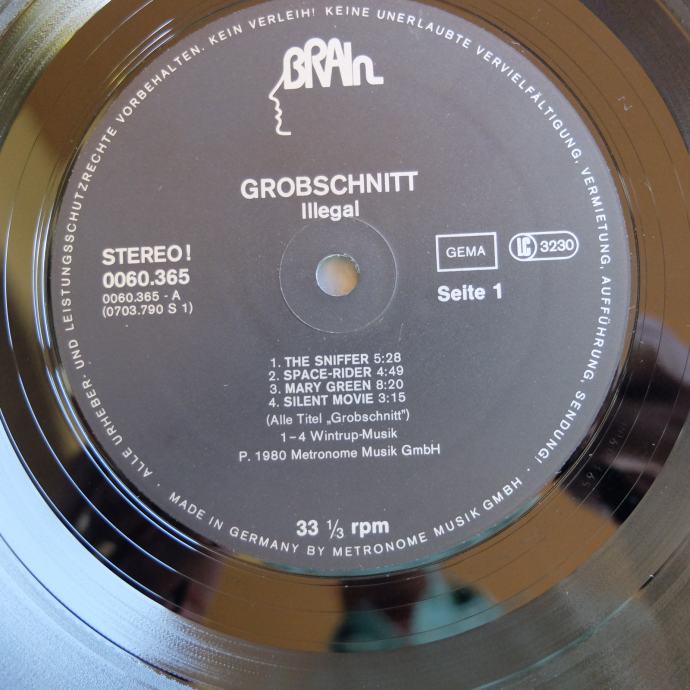 ALLE URHEBER- UND LEISTUNGSSCHUTZRECHTE VORBEHALTEN. KEIN VERLEIH! KEINE UNERLAUBTE VERVIELFÄLTIGUNG, VERMIETUNG, AUFFÜHRUNG, SENDUNG!
BRAIN
GROBSCHNITT
Illegal
STEREO!
0060.365
0060.365 - A
(0703.790 S 1)
GEMA
LC 3230
Seite 1
1. THE SNIFFER 5:28
2. SPACE-RIDER 4:49
3. MARY GREEN 8:20
4. SILENT MOVIE 3:15
(Alle Titel „Grobschnitt")
1–4 Wintrup-Musik
P. 1980 Metronome Musik GmbH
33 ⅓ rpm
· MADE IN GERMANY BY METRONOME MUSIK GMBH ·